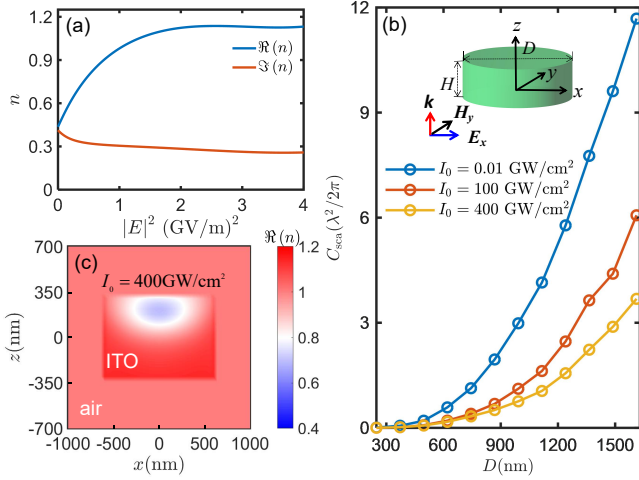 (a)
1.2
0.9
0.6
0.3
0
n
ℜ(n)
ℑ(n)
0 1 2 3 4
|E|² (GV/m)²
(b)
12
9
6
3
0
C_sca(λ²/2π)
z
D
H
y
x
k
H_y
E_x
I₀ = 0.01 GW/cm²
I₀ = 100 GW/cm²
I₀ = 400 GW/cm²
300 600 900 1200 1500
D(nm)
(c)
I₀ = 400GW/cm²
ITO
air
700
350
0
-350
-700
z(nm)
-1000 -500 0 500 1000
x(nm)
ℜ(n)
1.2
1
0.8
0.6
0.4